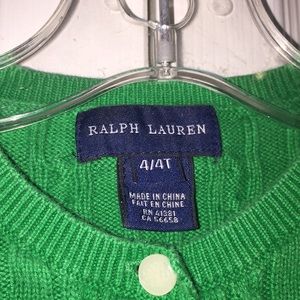 RALPH LAUREN
4/4T
MADE IN CHINA
FAIT EN CHINE
RN 41381
CA 56658